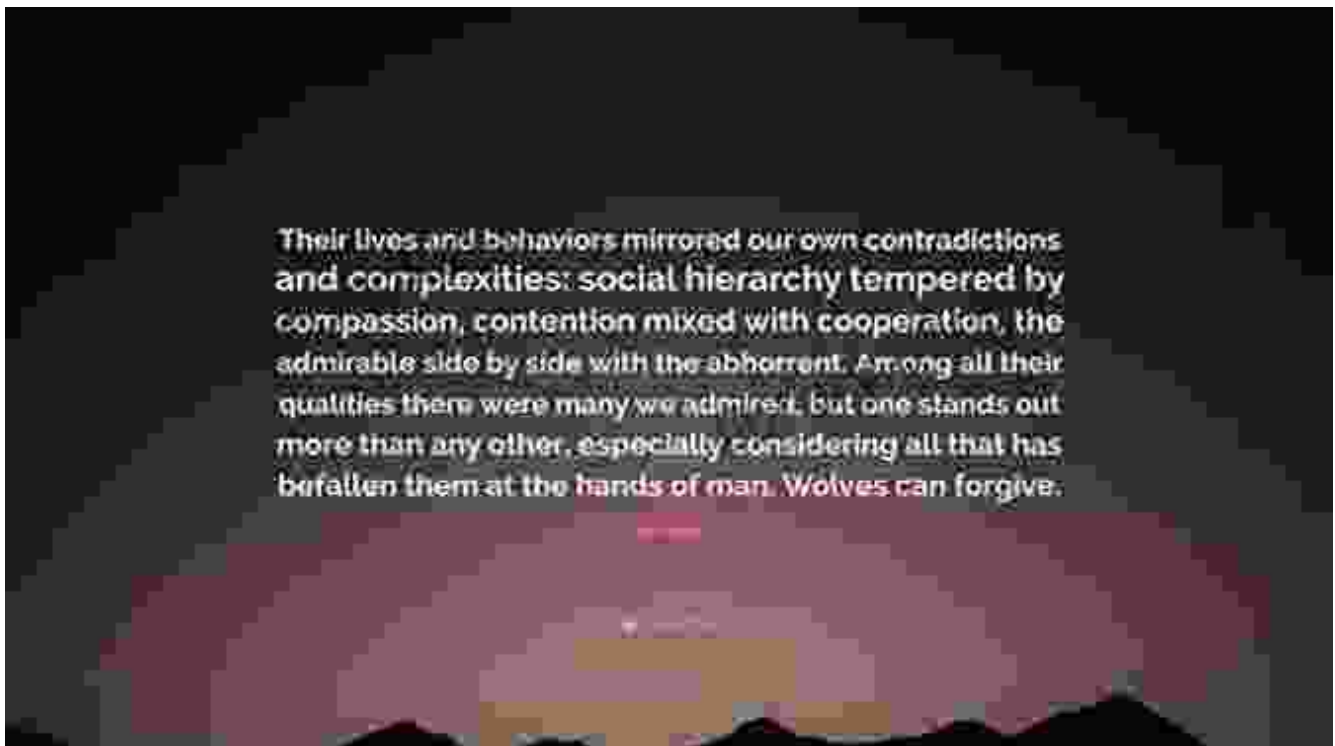 Their lives and behaviors mirrored our own contradictions
and complexities: social hierarchy tempered by
compassion, contention mixed with cooperation, the
admirable side by side with the abhorrent. Among all their
qualities there were many we admired, but one stands out
more than any other, especially considering all that has
befallen them at the hands of man. Wolves can forgive.